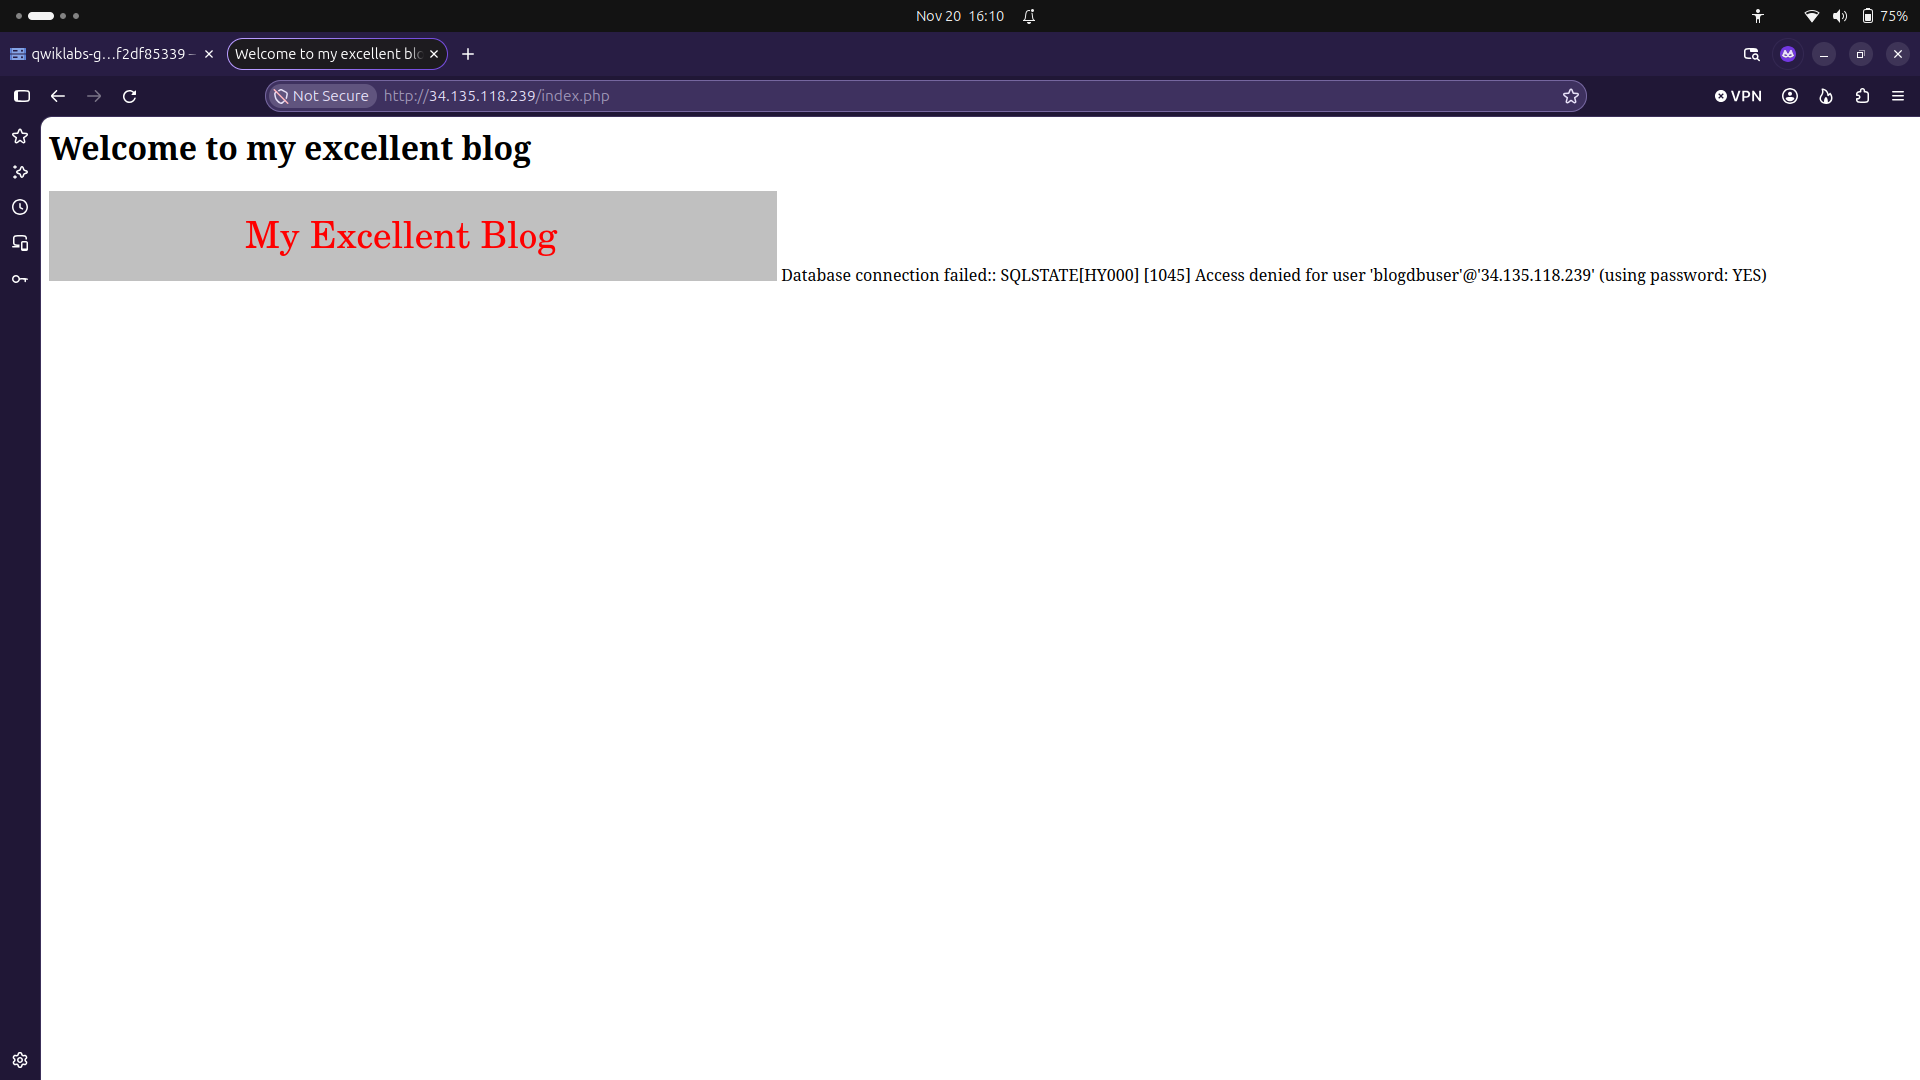 Nov 20 16:10
75%
qwiklabs-g…f2df85339 –
Welcome to my excellent blo
Not Secure
http://34.135.118.239/index.php
VPN
Welcome to my excellent blog
My Excellent Blog
Database connection failed:: SQLSTATE[HY000] [1045] Access denied for user 'blogdbuser'@'34.135.118.239' (using password: YES)